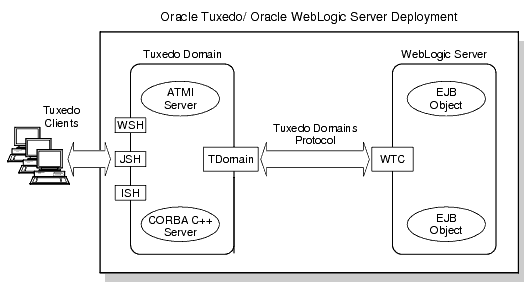 Oracle Tuxedo/ Oracle WebLogic Server Deployment
Tuxedo Domain
WebLogic Server
ATMI
Server
EJB
Object
Tuxedo
Clients
WSH
JSH
ISH
Tuxedo Domains
Protocol
TDomain
WTC
CORBA C++
Server
EJB
Object